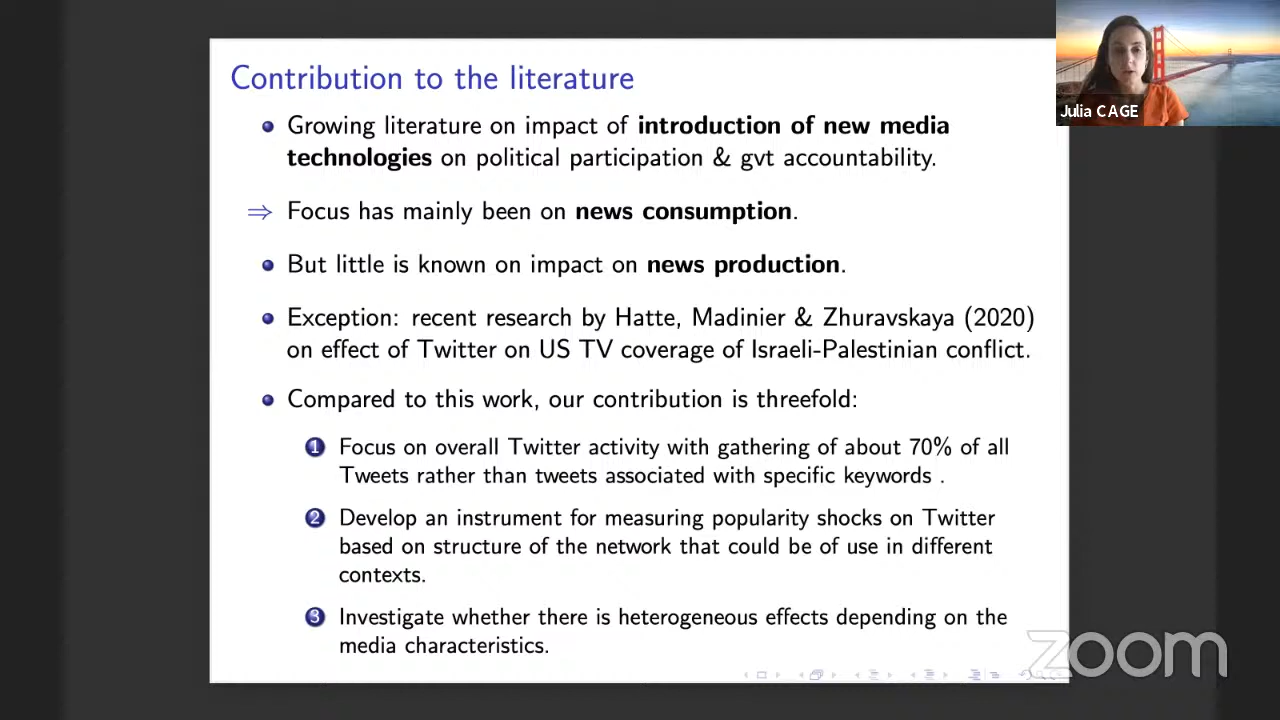 Contribution to the literature
Growing literature on impact of introduction of new media
technologies on political participation & gvt accountability.
⇒ Focus has mainly been on news consumption.
But little is known on impact on news production.
Exception: recent research by Hatte, Madinier & Zhuravskaya (2020)
on effect of Twitter on US TV coverage of Israeli-Palestinian conflict.
Compared to this work, our contribution is threefold:
1 Focus on overall Twitter activity with gathering of about 70% of all
Tweets rather than tweets associated with specific keywords .
2 Develop an instrument for measuring popularity shocks on Twitter
based on structure of the network that could be of use in different
contexts.
3 Investigate whether there is heterogeneous effects depending on the
media characteristics.
Julia CAGE
zoom